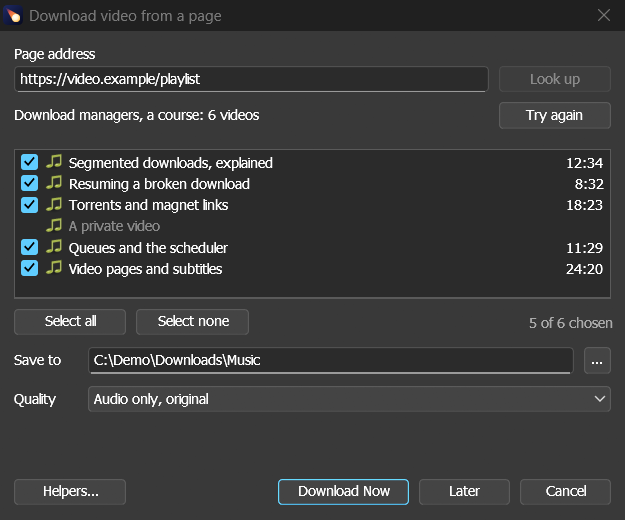 Download video from a page
Page address
https://video.example/playlist
Look up
Download managers, a course: 6 videos
Try again
Segmented downloads, explained 12:34
Resuming a broken download 8:32
Torrents and magnet links 18:23
A private video
Queues and the scheduler 11:29
Video pages and subtitles 24:20
Select all
Select none
5 of 6 chosen
Save to
C:\Demo\Downloads\Music
...
Quality
Audio only, original
Helpers...
Download Now
Later
Cancel